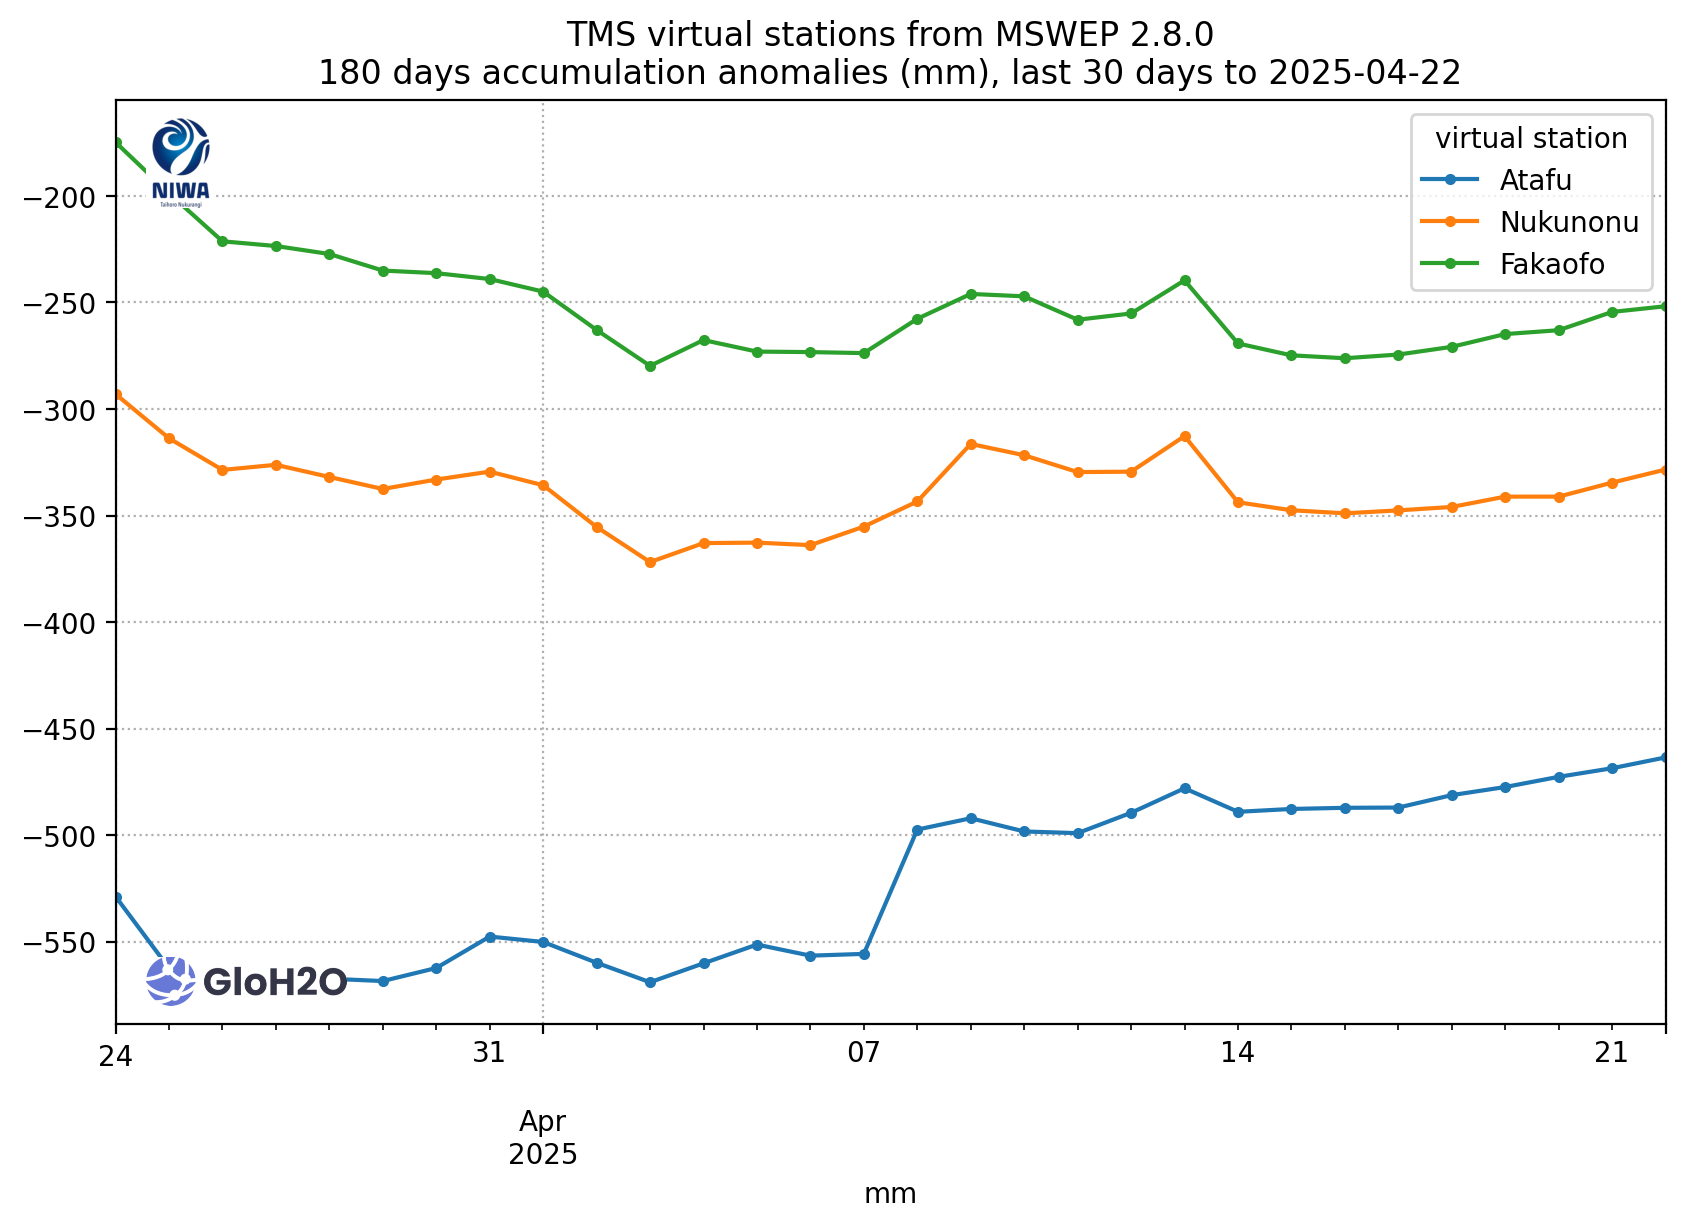 TMS virtual stations from MSWEP 2.8.0
180 days accumulation anomalies (mm), last 30 days to 2025-04-22
NIWA
Taihoro Nukurangi
virtual station
Atafu
Nukunonu
Fakaofo
−200
−250
−300
−350
−400
−450
−500
−550
GloH2O
24
31
07
14
21
Apr
2025
mm